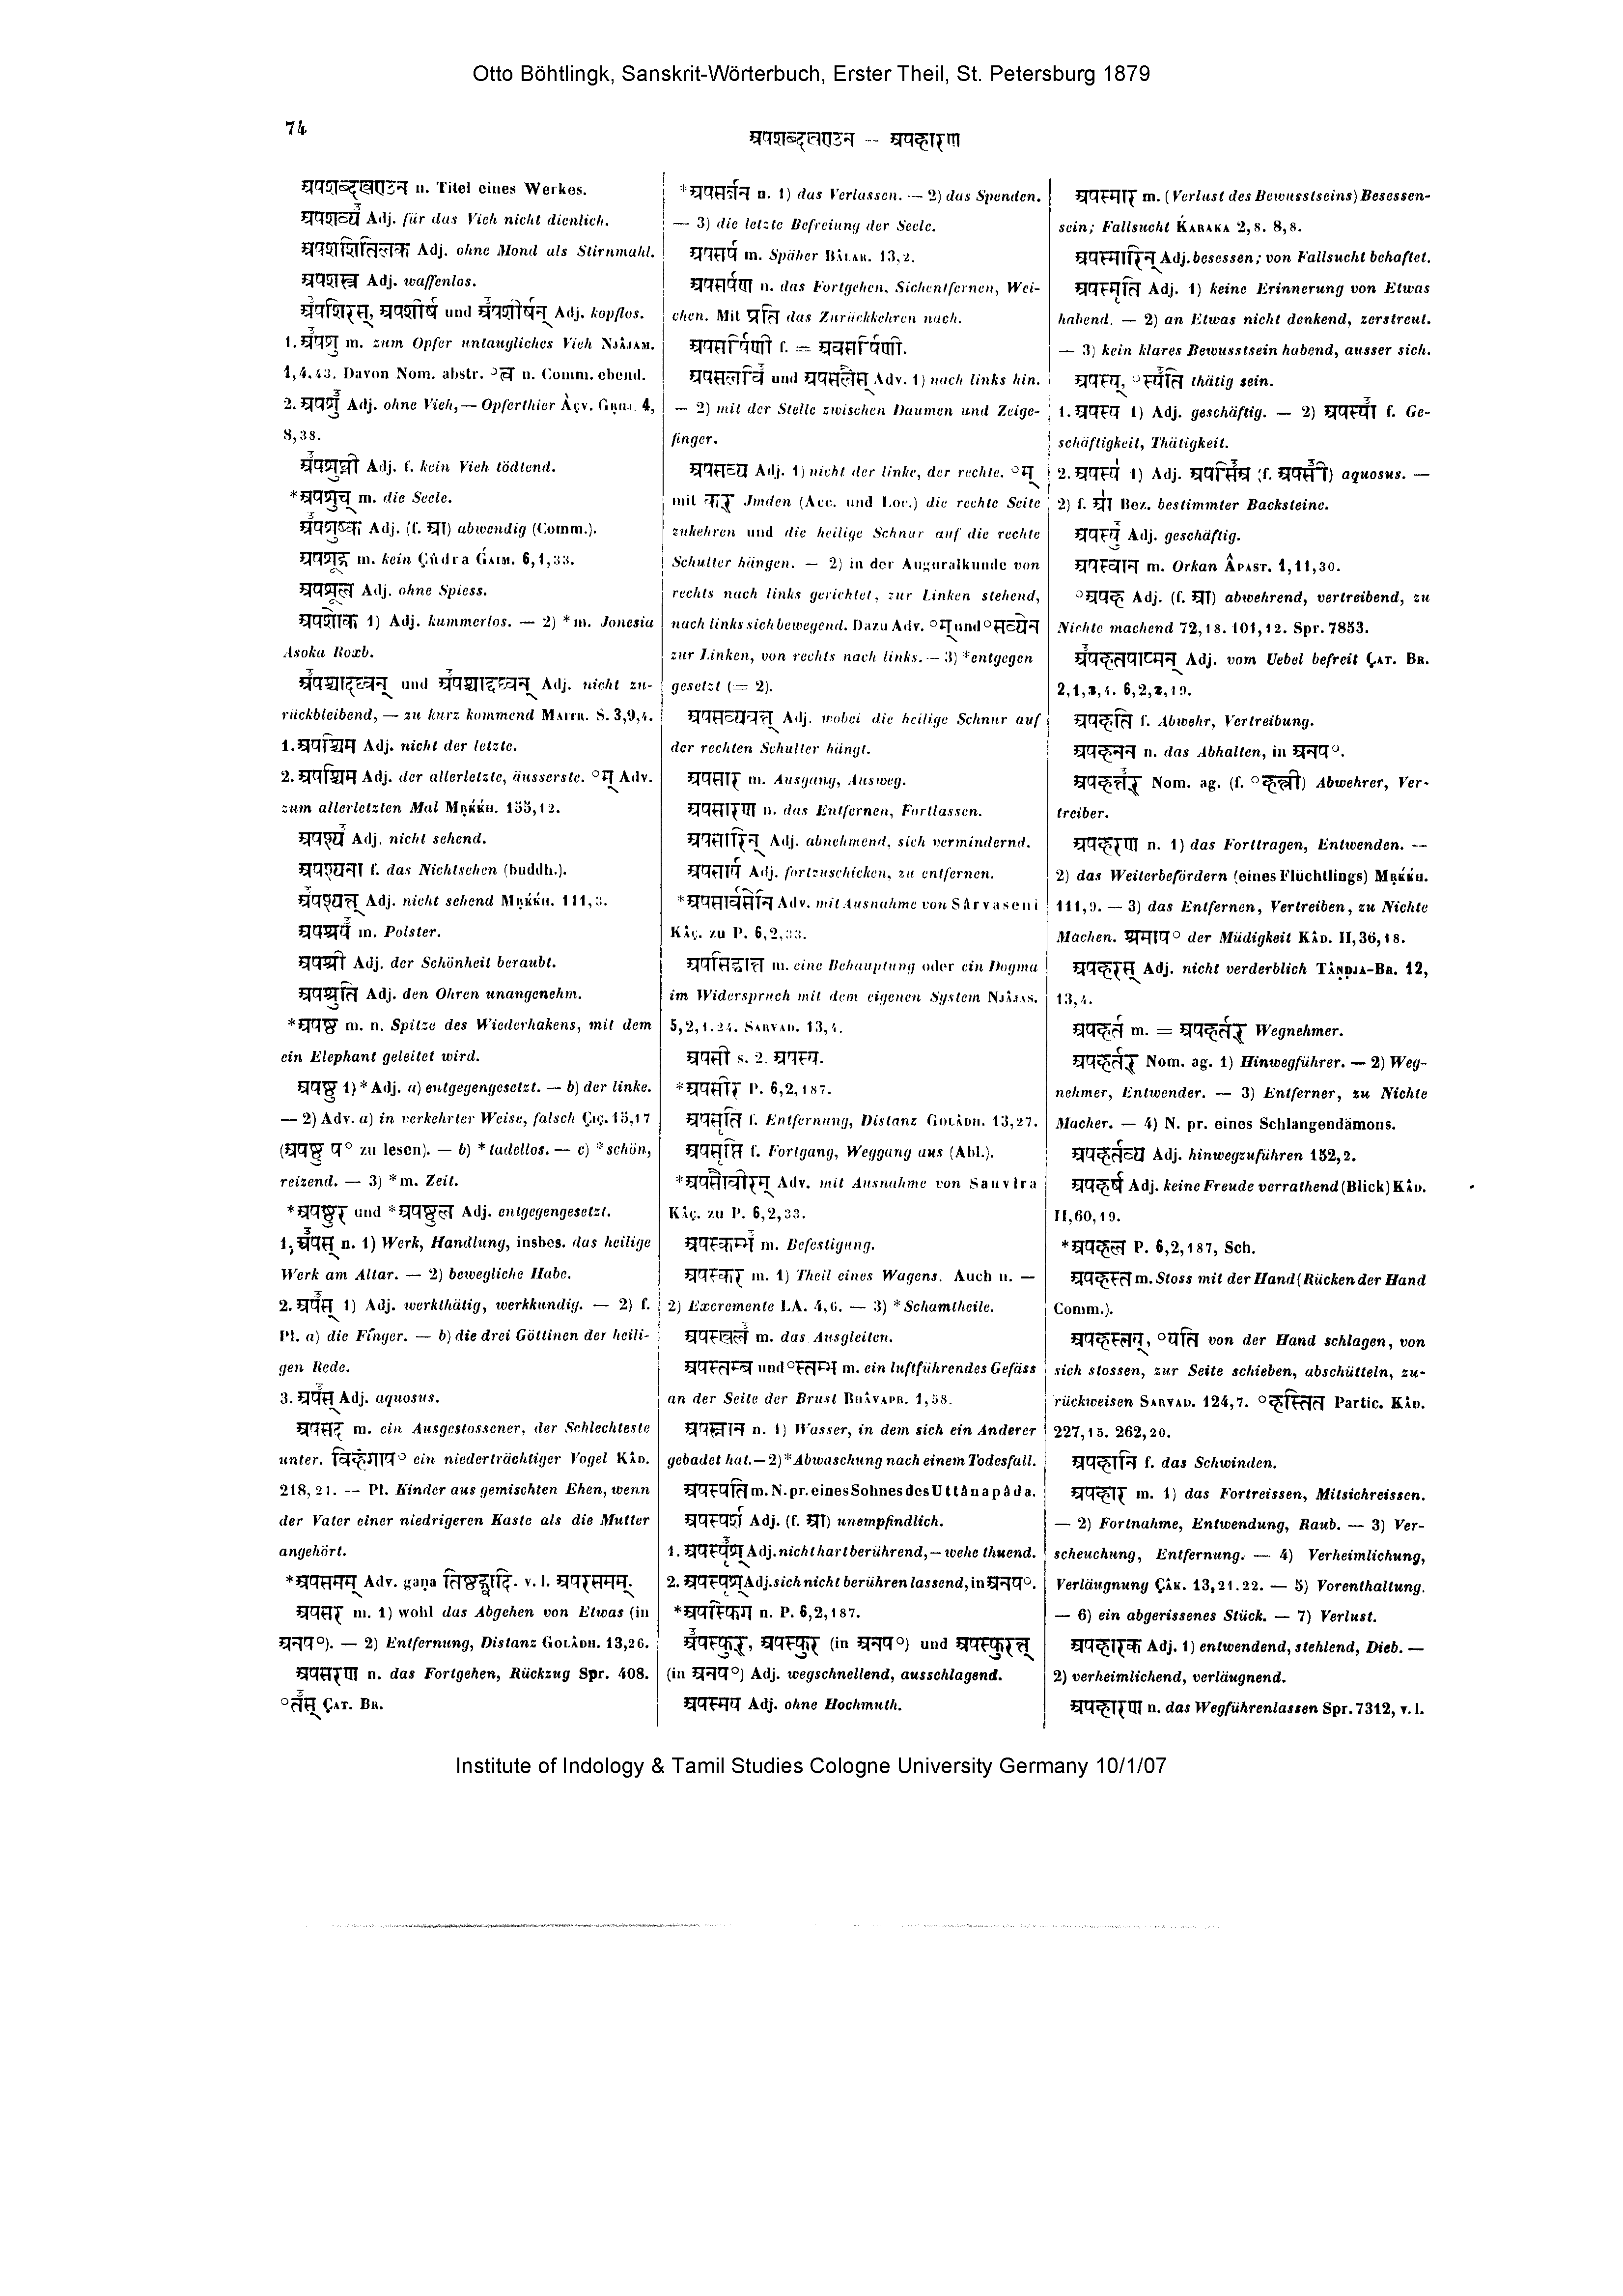 Otto Böhtlingk, Sanskrit-Wörterbuch, Erster Theil, St. Petersburg 1879
74
अपशब्दखण्डन -- अपहारण
अपशब्दखण्डन n. Titel eines Werkes.
अपशव्य॑ Adj. für das Vieh nicht dienlich.
अपशशितिलक Adj. ohne Mond als Stirnmahl.
अपशस्त्र Adj. waffenlos.
अ॑पशिरस्, अपशीर्ष und अ॑पशीर्षन् Adj. kopflos.
1. अ॑पशु m. zum Opfer untaugliches Vieh Njâjam.
1,4.43. Davon Nom. abstr. °त्व n. Comm. ebend.
2. अपशु॑ Adj. ohne Vieh, — Opferthier Âçv. Gṛhj. 4,
8,38.
अ॑पशुघ्नी Adj. f. kein Vieh tödtend.
*अपशुच् m. die Seele.
अ॑पशुष्क Adj. (f. आ) abwendig (Comm.).
अपशूद्र m. kein Çûdra Ǵaim. 6,1,33.
अपशूल Adj. ohne Spiess.
अपशोक 1) Adj. kummerlos. — 2) *m. Jonesia
Asoka Roxb.
अ॑पश्चाद्दघ्वन् und अ॑पश्चाद्दघ्वन् Adj. nicht zu-
rückbleibend, — zu kurz kommend Maitr. S. 3,9,4.
1. अपश्चिम Adj. nicht der letzte.
2. अपश्चिम Adj. der allerletzte, äusserste. °म् Adv.
zum allerletzten Mal Mṛḱḱh. 155,12.
अपश्य॑ Adj. nicht sehend.
अपश्यना f. das Nichtsehen (buddh.).
अ॑पश्यत् Adj. nicht sehend Mṛḱḱh. 111,3.
अपश्रय॑ m. Polster.
अपश्री Adj. der Schönheit beraubt.
अपश्रुति Adj. den Ohren unangenehm.
*अपष्ठ m. n. Spitze des Wiederhakens, mit dem
ein Elephant geleitet wird.
अपष्ठु 1) *Adj. a) entgegengesetzt. — b) der linke.
— 2) Adv. a) in verkehrter Weise, falsch Çiç. 15,17
(अपष्ठु प° zu lesen). — b) *tadellos. — c) *schön,
reizend. — 3) *m. Zeit.
*अपष्ठुर und *अपष्ठुल Adj. entgegengesetzt.
1. अ॑पस् n. 1) Werk, Handlung, insbes. das heilige
Werk am Altar. — 2) bewegliche Habe.
2. अप॑स् 1) Adj. werkthätig, werkkundig. — 2) f.
Pl. a) die Finger. — b) die drei Göttinen der heili-
gen Rede.
3. अप॑स् Adj. aquosus.
अपसद m. ein Ausgestossener, der Schlechteste
unter. विहंगाप° ein niederträchtiger Vogel Kâd.
218,21. -- Pl. Kinder aus gemischten Ehen, wenn
der Vater einer niedrigeren Kaste als die Mutter
angehört.
*अपसमम् Adv. gaṇa तिष्ठद्ग्वादि. v. l. अपरसमम्.
अपसर m. 1) wohl das Abgehen von Etwas (in
अनप°). — 2) Entfernung, Distanz Golâdh. 13,26.
अपसरण n. das Fortgehen, Rückzug Spr. 408.
°त॑स् Çat. Br.
*अपसर्जन n. 1) das Verlassen. — 2) das Spenden.
— 3) die letzte Befreiung der Seele.
अपसर्प m. Späher Bâlar. 13,2.
अपसर्पण n. das Fortgehen, Sichentfernen, Wei-
chen. Mit प्रति das Zurückkehren nach.
अपसर्पिणी f. = अवसर्पिणी.
अपसलवि॑ und अपसलैस् Adv. 1) nach links hin.
— 2) mit der Stelle zwischen Daumen und Zeige-
finger.
अपसव्य Adj. 1) nicht der linke, der rechte. °म्
mit कर् Jmden (Acc. und Loc.) die rechte Seite
zukehren und die heilige Schnur auf die rechte
Schulter hängen. — 2) in der Auguralkunde von
rechts nach links gerichtet, zur Linken stehend,
nach links sich bewegend. Dazu Adv. °म् und °सव्येन
zur Linken, von rechts nach links. — 3) *entgegen
gesetzt (= 2).
अपसव्यवत् Adj. wobei die heilige Schnur auf
der rechten Schulter hängt.
अपसार m. Ausgang, Ausweg.
अपसारण n. das Entfernen, Fortlassen.
अपसारिन् Adj. abnehmend, sich vermindernd.
अपसार्य Adj. fortzuschicken, zu entfernen.
*अपसार्वसेनि Adv. mit Ausnahme von Sârvaseni
Kâç. zu P. 6,2,33.
अपसिद्धान्त m. eine Behauptung oder ein Dogma
im Widerspruch mit dem eigenen System Njâjas.
5,2,1.24. Sarvad. 13,4.
अपसी s. 2. अपस्य.
*अपसीर P. 6,2,187.
अपसृति f. Entfernung, Distanz Golâdh. 13,27.
अपसृप्ति f. Fortgang, Weggang aus (Abl.).
*अपसौवीरम् Adv. mit Ausnahme von Sauvîra
Kâç. zu P. 6,2,33.
अपस्कम्भ॑ m. Befestigung.
अपस्कर m. 1) Theil eines Wagens. Auch n. —
2) Excremente LA. 4,6. — 3) *Schamtheile.
अपस्खल॑ m. das Ausgleiten.
अपस्तम्ब und °स्तम्भ m. ein luftführendes Gefäss
an der Seite der Brust Bhâvapr. 1,58.
अपस्नान n. 1) Wasser, in dem sich ein Anderer
gebadet hat. — 2) *Abwaschung nach einem Todesfall.
अपस्पति m. N. pr. eines Sohnes des Uttânapâda.
अपस्पर्श Adj. (f. आ) unempfindlich.
1. अपस्पृ॑श् Adj. nicht hart berührend, — wehe thuend.
2. अपस्पृश् Adj. sich nicht berühren lassend, in अनप°.
*अपस्फिग n. P. 6,2,187.
अ॑पस्फुर्, अपस्फुर (in अनप°) und अपस्फुरत्
(in अनप°) Adj. wegschnellend, ausschlagend.
अपस्मय Adj. ohne Hochmuth.
अपस्मार m. (Verlust des Bewusstseins) Besessen-
sein; Fallsucht Ḱaraka 2,8. 8,8.
अपस्मारिन् Adj. besessen; von Fallsucht behaftet.
अपस्मृति Adj. 1) keine Erinnerung von Etwas
habend. — 2) an Etwas nicht denkend, zerstreut.
— 3) kein klares Bewusstsein habend, ausser sich.
अपस्य्, °स्य॑ति thätig sein.
1. अपस्य 1) Adj. geschäftig. — 2) अपस्या॑ f. Ge-
schäftigkeit, Thätigkeit.
2. अपस्य॑ 1) Adj. अपसि॑अ (f. अपसी॑) aquosus. —
2) f. आ॑ Bez. bestimmter Backsteine.
अपस्यु॑ Adj. geschäftig.
अपस्वान m. Orkan Âpast. 1,11,30.
°अपह Adj. (f. आ) abwehrend, vertreibend, zu
Nichte machend 72,18. 101,12. Spr. 7853.
अ॑पहतपाप्मन् Adj. vom Uebel befreit Çat. Br.
2,1,3,4. 6,2,2,19.
अपहति f. Abwehr, Vertreibung.
अपहनन n. das Abhalten, in अनप°.
अपहन्त॑र् Nom. ag. (f. °हन्त्री) Abwehrer, Ver-
treiber.
अपहरण n. 1) das Forttragen, Entwenden. --
2) das Weiterbefördern (eines Flüchtlings) Mṛḱḱh.
111,9. — 3) das Entfernen, Vertreiben, zu Nichte
Machen. श्रमाप° der Müdigkeit Kâd. II,36,18.
अपहरस् Adj. nicht verderblich Tâṇḍja-Br. 12,
13,4.
अपहर्त m. = अपहर्तर् Wegnehmer.
अपहर्तर् Nom. ag. 1) Hinwegführer. — 2) Weg-
nehmer, Entwender. — 3) Entferner, zu Nichte
Macher. — 4) N. pr. eines Schlangendämons.
अपहर्तव्य Adj. hinwegzuführen 152,2.
अपहर्ष Adj. keine Freude verrathend (Blick) Kâd.
II,60,19.
*अपहल P. 6,2,187, Sch.
अपहस्त m. Stoss mit der Hand (Rücken der Hand
Comm.).
अपहस्तय्, °यति von der Hand schlagen, von
sich stossen, zur Seite schieben, abschütteln, zu-
rückweisen Sarvad. 124,7. °हस्तित Partic. Kâd.
227,15. 262,20.
अपहानि f. das Schwinden.
अपहार m. 1) das Fortreissen, Mitsichreissen.
— 2) Fortnahme, Entwendung, Raub. — 3) Ver-
scheuchung, Entfernung. — 4) Verheimlichung,
Verläugnung Çâk. 13,21.22. — 5) Vorenthaltung.
— 6) ein abgerissenes Stück. — 7) Verlust.
अपहारक Adj. 1) entwendend, stehlend, Dieb. —
2) verheimlichend, verläugnend.
अपहारण n. das Wegführenlassen Spr. 7312, v. l.
Institute of Indology & Tamil Studies Cologne University Germany 10/1/07